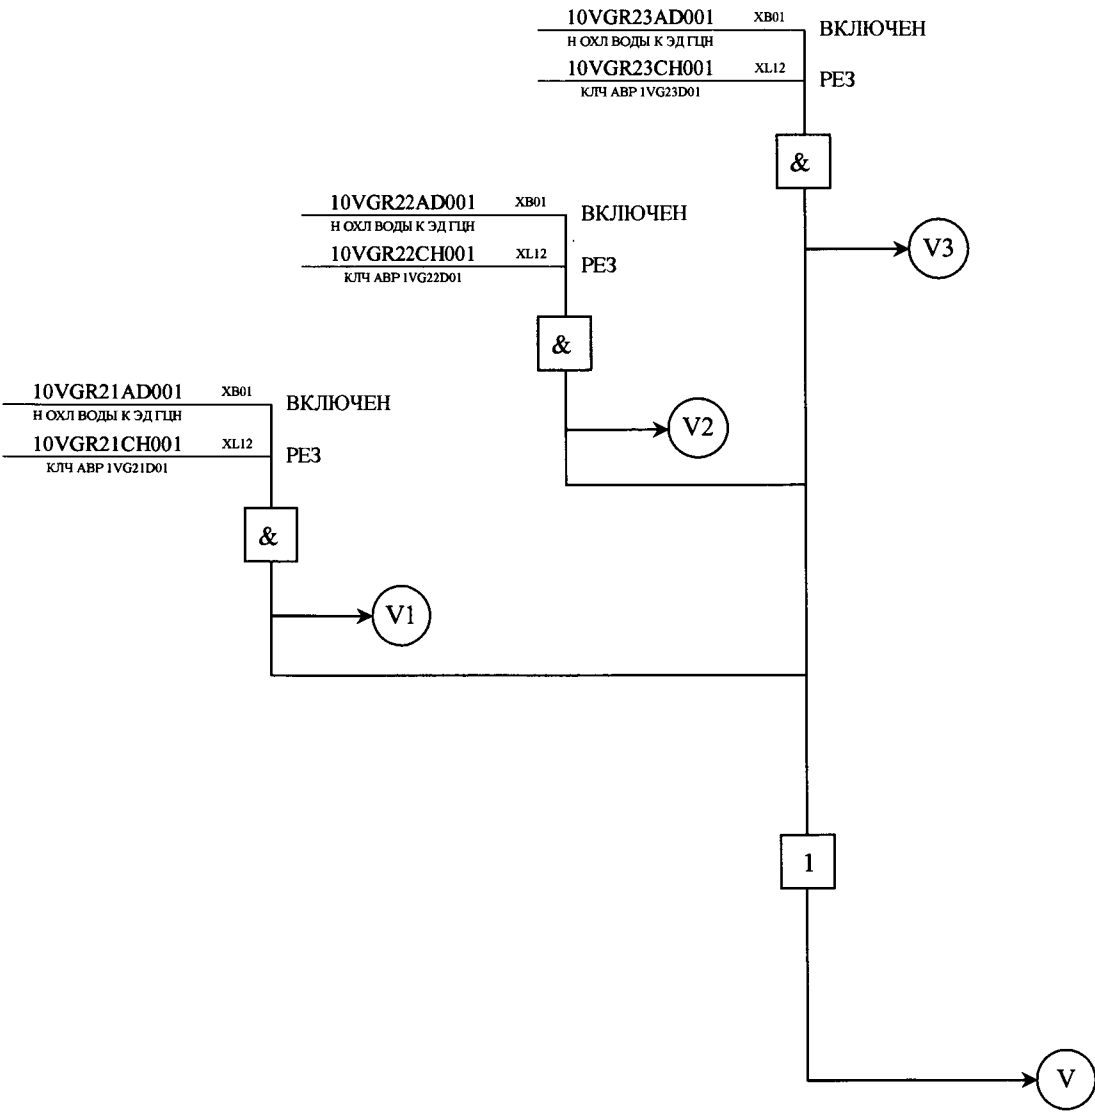 10VGR23AD001 XB01 ВКЛЮЧЕН
Н ОХЛ ВОДЫ К ЭД ГЦН
10VGR23CH001 XL12 РЕЗ
КЛЧ АВР 1VG23D01
&
10VGR22AD001 XB01 ВКЛЮЧЕН
Н ОХЛ ВОДЫ К ЭД ГЦН
V3
10VGR22CH001 XL12 РЕЗ
КЛЧ АВР 1VG22D01
&
10VGR21AD001 XB01 ВКЛЮЧЕН
Н ОХЛ ВОДЫ К ЭД ГЦН
V2
10VGR21CH001 XL12 РЕЗ
КЛЧ АВР 1VG21D01
&
V1
1
V